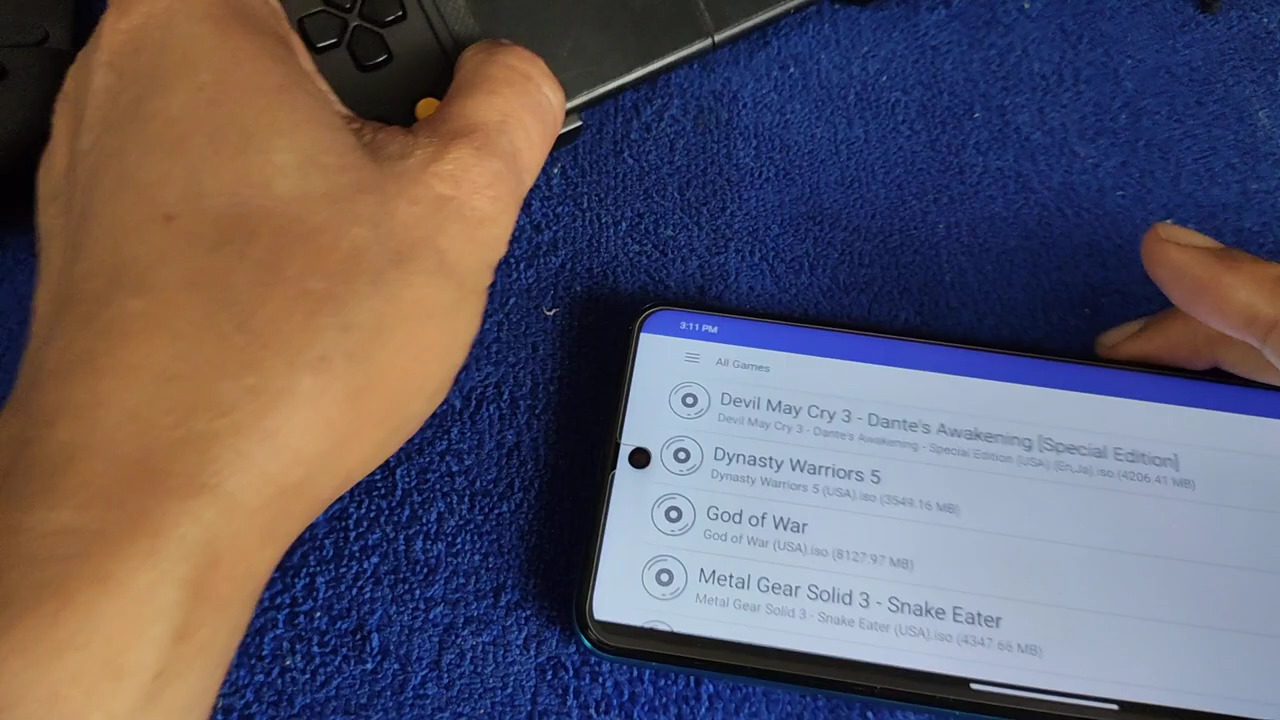 3:11 PM
All Games
Devil May Cry 3 - Dante's Awakening [Special Edition]
Devil May Cry 3 - Dante's Awakening - Special Edition (USA) (En,Ja).iso (4206.41 MB)
Dynasty Warriors 5
Dynasty Warriors 5 (USA).iso (3549.16 MB)
God of War
God of War (USA).iso (8127.97 MB)
Metal Gear Solid 3 - Snake Eater
Metal Gear Solid 3 - Snake Eater (USA).iso (4347.66 MB)